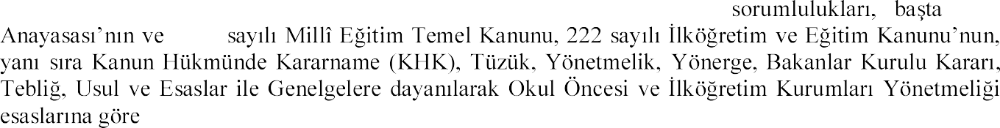 sorumlulukları, başta
Anayasası’nın ve sayılı Millî Eğitim Temel Kanunu, 222 sayılı İlköğretim ve Eğitim Kanunu’nun,
yanı sıra Kanun Hükmünde Kararname (KHK), Tüzük, Yönetmelik, Yönerge, Bakanlar Kurulu Kararı,
Tebliğ, Usul ve Esaslar ile Genelgelere dayanılarak Okul Öncesi ve İlköğretim Kurumları Yönetmeliği
esaslarına göre